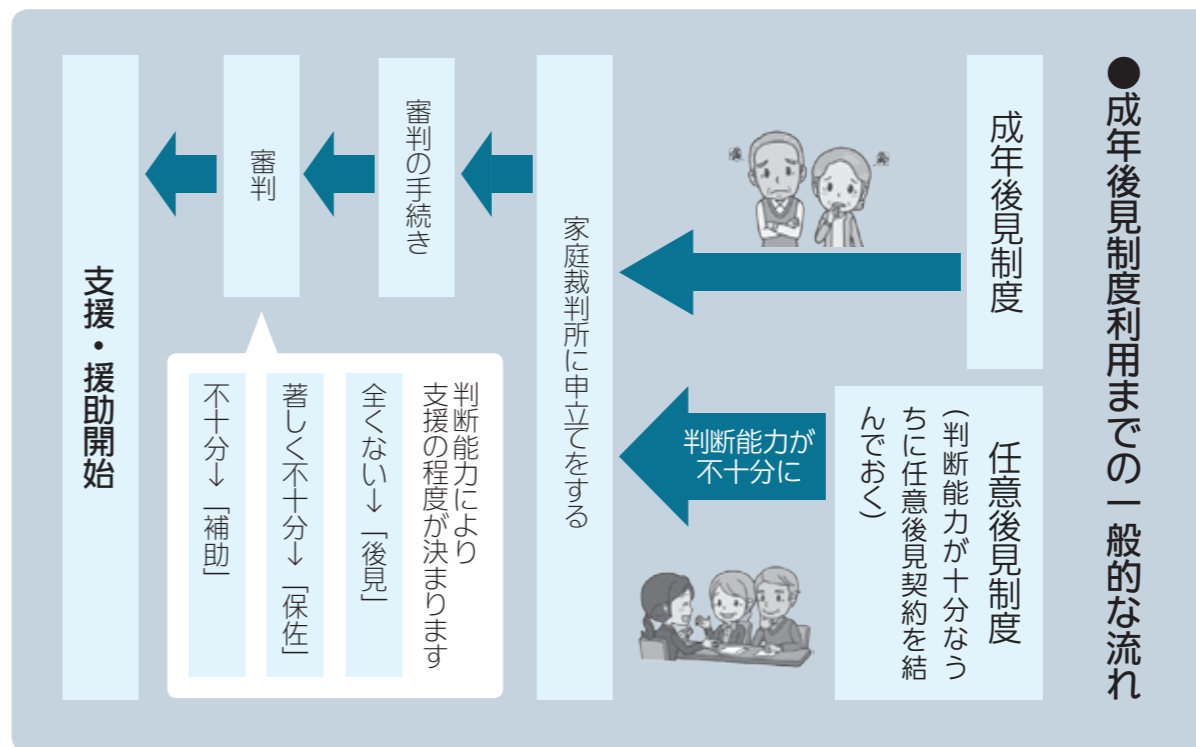 ●成年後見制度利用までの一般的な流れ
成年後見制度
任意後見制度
(判断能力が十分なう
ちに任意後見契約を結
んでおく)
判断能力が
不十分に
家庭裁判所に申立てをする
審判の手続き
審判
判断能力により
支援の程度が決まります
全くない→「後見」
著しく不十分→「保佐」
不十分→「補助」
支援・援助開始